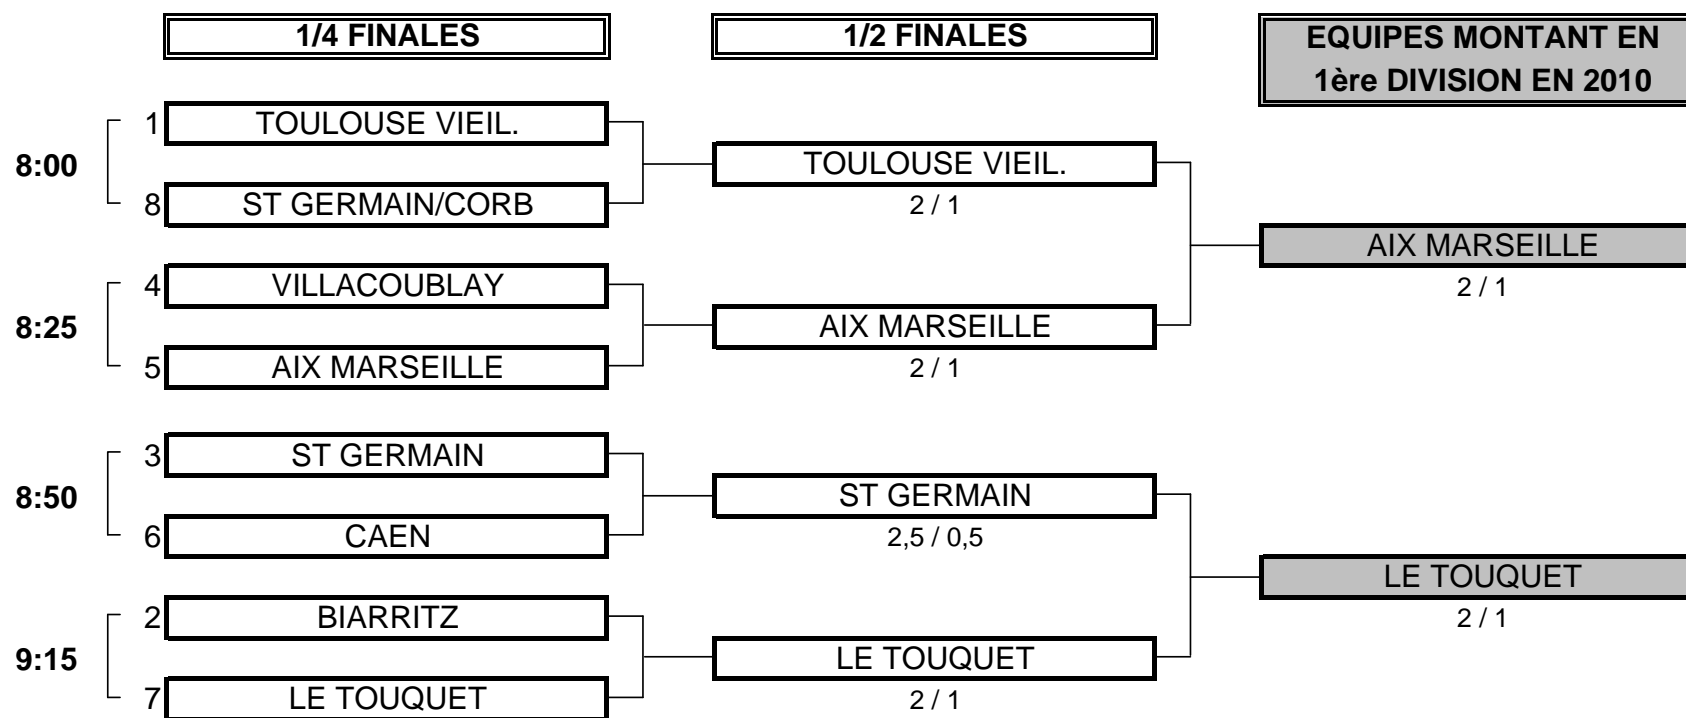 1/4 FINALES
1/2 FINALES
EQUIPES MONTANT EN
1ère DIVISION EN 2010
8:00
1 TOULOUSE VIEIL.
8 ST GERMAIN/CORB
TOULOUSE VIEIL.
2 / 1
AIX MARSEILLE
2 / 1
8:25
4 VILLACOUBLAY
5 AIX MARSEILLE
AIX MARSEILLE
2 / 1
8:50
3 ST GERMAIN
6 CAEN
ST GERMAIN
2,5 / 0,5
LE TOUQUET
2 / 1
9:15
2 BIARRITZ
7 LE TOUQUET
LE TOUQUET
2 / 1